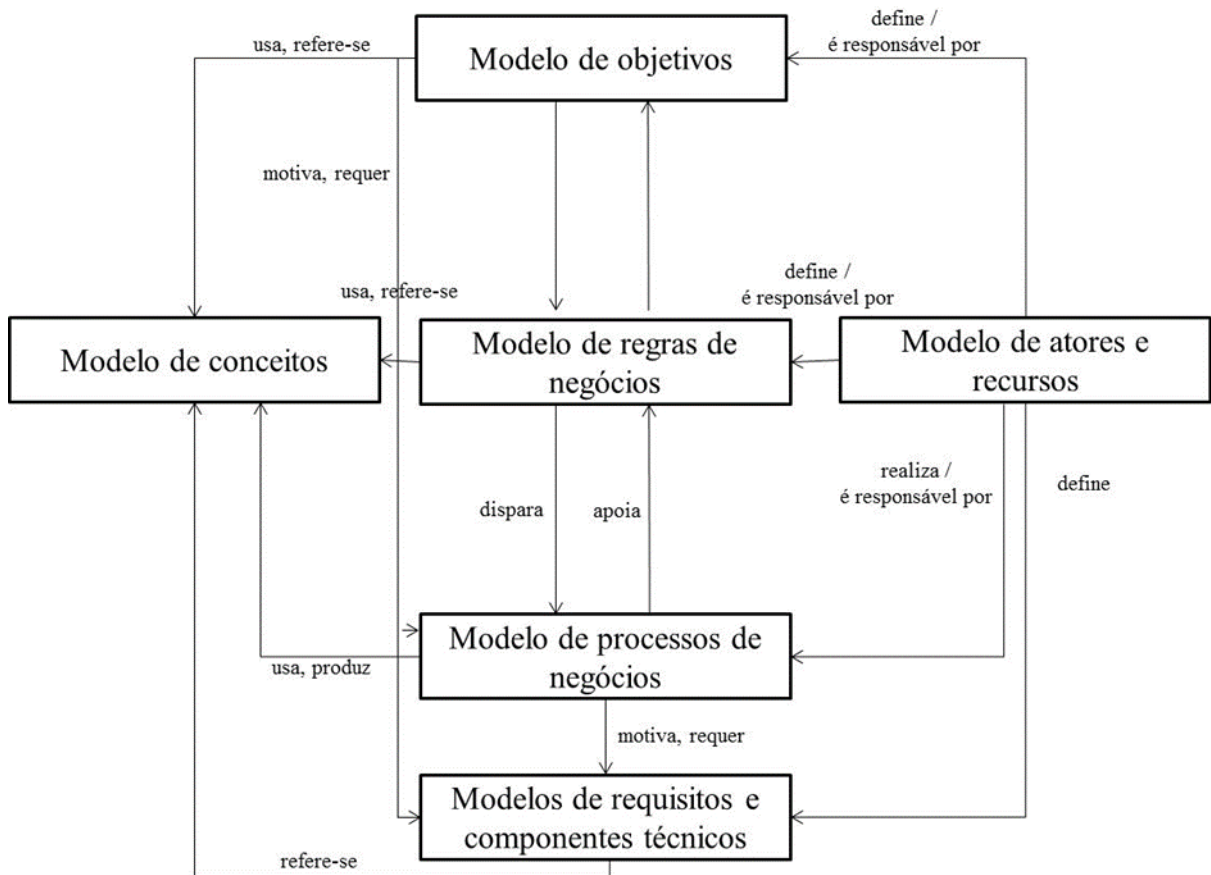 define /
é responsável por
usa, refere-se
Modelo de objetivos
motiva, requer
define /
é responsável por
usa, refere-se
Modelo de conceitos
Modelo de regras de
negócios
Modelo de atores e
recursos
realiza /
é responsável por
define
dispara
apoia
Modelo de processos de
negócios
usa, produz
motiva, requer
Modelos de requisitos e
componentes técnicos
refere-se